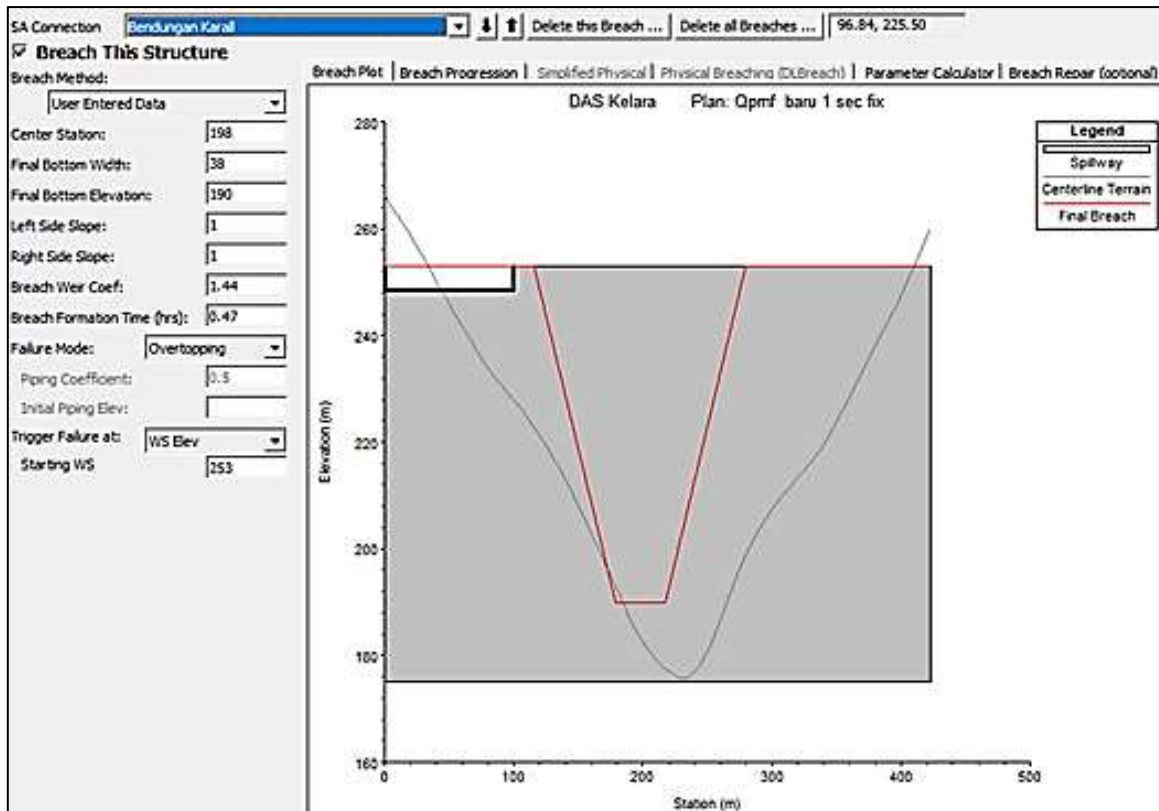 SA Connection Bendungan Karall Delete this Breach ... Delete all Breaches ... 96.84, 225.50
Breach This Structure
Breach Method:
User Entered Data
Center Station: 198
Final Bottom Width: 38
Final Bottom Elevation: 190
Left Side Slope: 1
Right Side Slope: 1
Breach Weir Coef: 1.44
Breach Formation Time (hrs): 0.47
Failure Mode: Overtopping
Piping Coefficient: 0.5
Initial Piping Elev:
Trigger Failure at: WS Elev
Starting WS 253
Breach Plot Breach Progression Simplified Physical Physical Breaching (DLBreach) Parameter Calculator Breach Repair (optional)
DAS Kelara Plan: Qpmf baru 1 sec fix
Legend
Spillway
Centerline Terrain
Final Breach
Elevation (m)
280
260
240
220
200
180
160
0 100 200 300 400 500
Station (m)